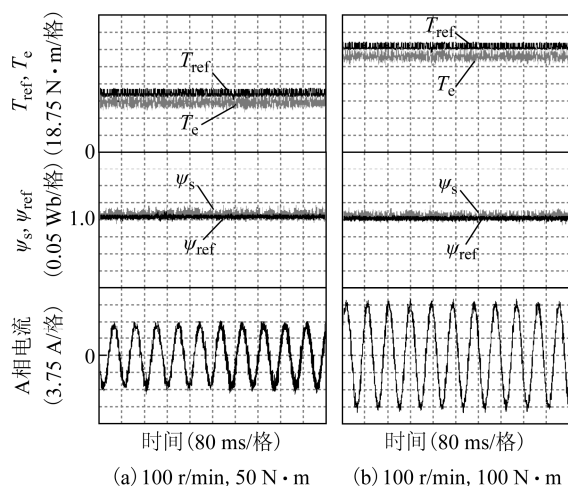 T_ref, T_e
(18.75 N·m/格)
T_ref
T_e
0
T_ref
T_e
ψ_s, ψ_ref
(0.05 Wb/格)
1.0
ψ_s
ψ_ref
ψ_s
ψ_ref
A相电流
(3.75 A/格)
0
时间(80 ms/格)
时间(80 ms/格)
(a) 100 r/min, 50 N·m
(b) 100 r/min, 100 N·m